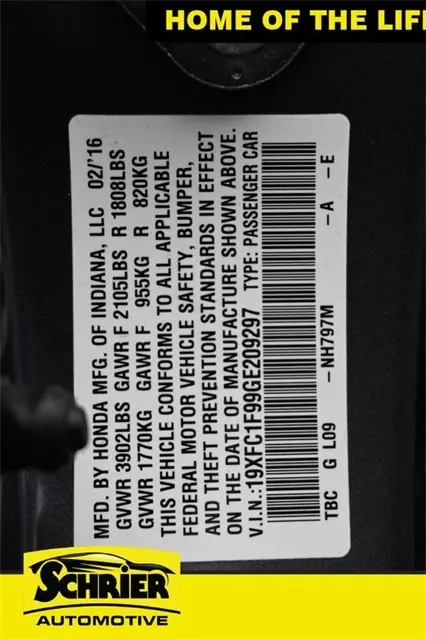 HOME OF THE LIF
MFD. BY HONDA MFG. OF INDIANA, LLC 02/'16
GVWR 3902LBS GAWR F 2105LBS R 1808LBS
GVWR 1770KG GAWR F 955KG R 820KG
THIS VEHICLE CONFORMS TO ALL APPLICABLE
FEDERAL MOTOR VEHICLE SAFETY, BUMPER,
AND THEFT PREVENTION STANDARDS IN EFFECT
ON THE DATE OF MANUFACTURE SHOWN ABOVE.
V.I.N.:19XFC1F99GE209297 TYPE: PASSENGER CAR
TBC G L09 -NH797M -A -E
SCHRIER
AUTOMOTIVE